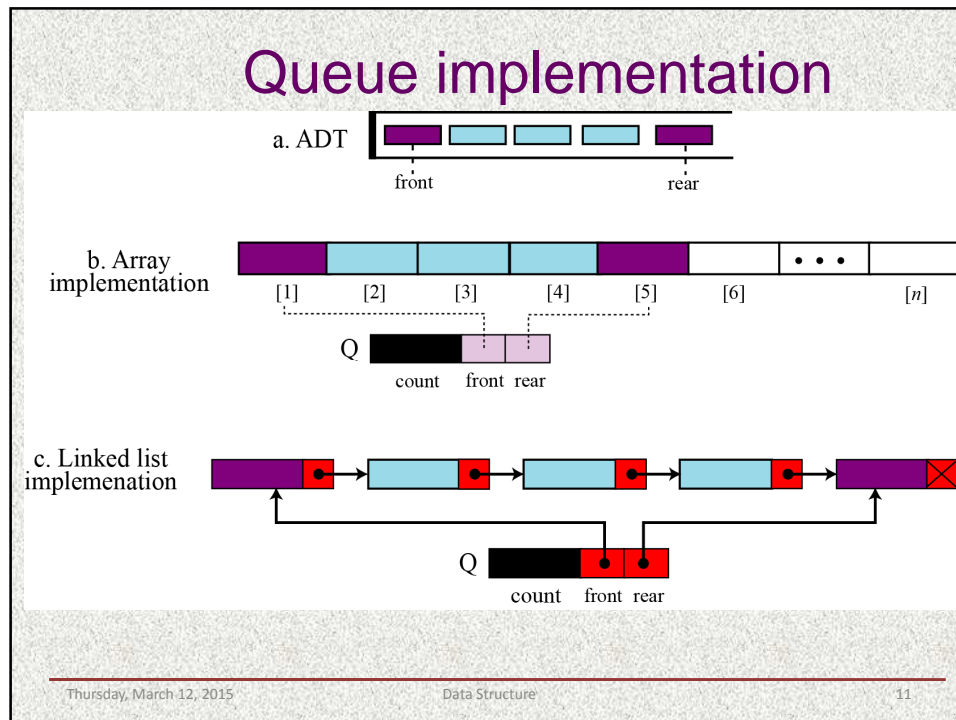 Queue implementation
a. ADT
front rear
b. Array
implementation
[1] [2] [3] [4] [5] [6] • • • [n]
Q
count front rear
c. Linked list
implemenation
Q
count front rear
Thursday, March 12, 2015 Data Structure 11